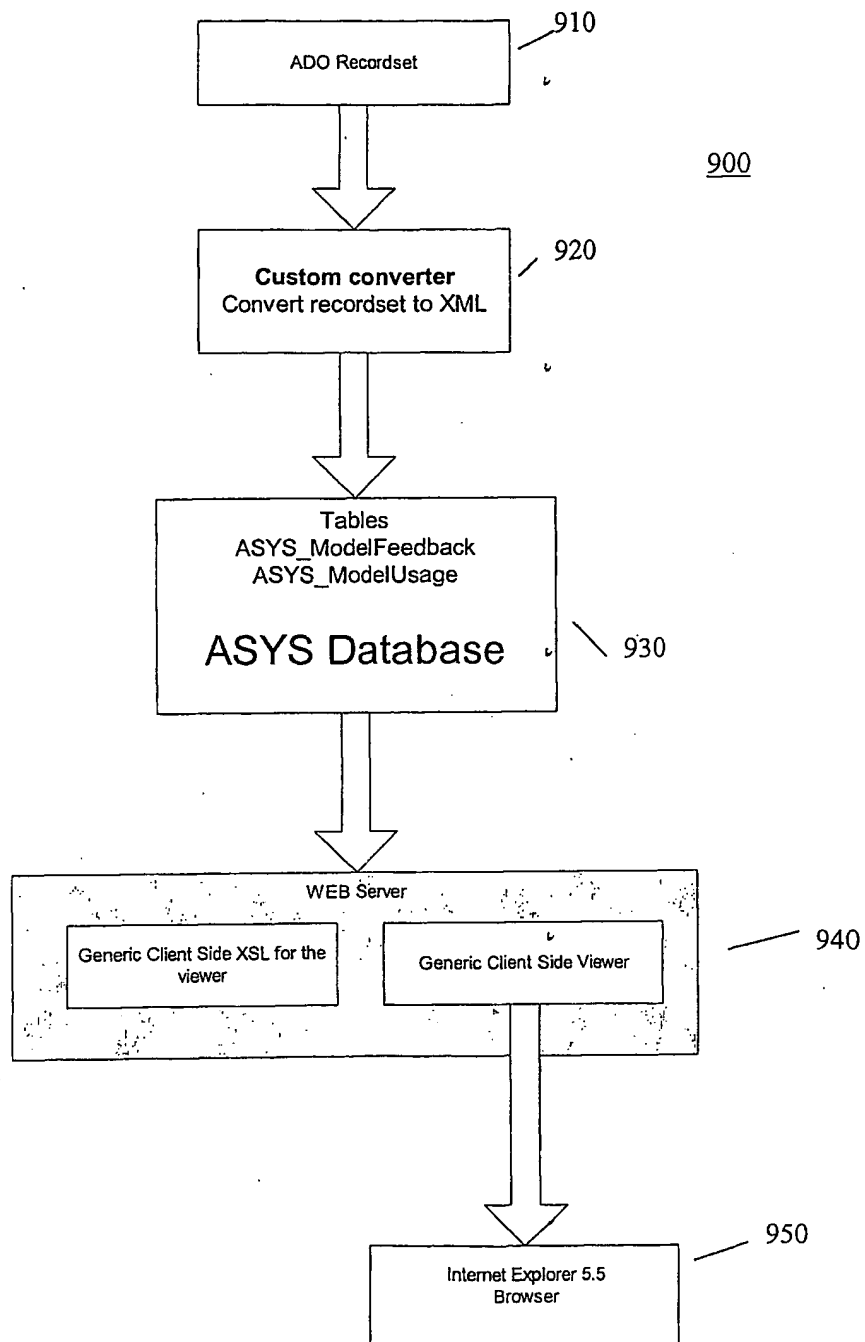 910
ADO Recordset
900
920
Custom converter
Convert recordset to XML
Tables
ASYS_ModelFeedback
ASYS_ModelUsage
ASYS Database
930
WEB Server
Generic Client Side XSL for the
viewer
Generic Client Side Viewer
940
950
Internet Explorer 5.5
Browser